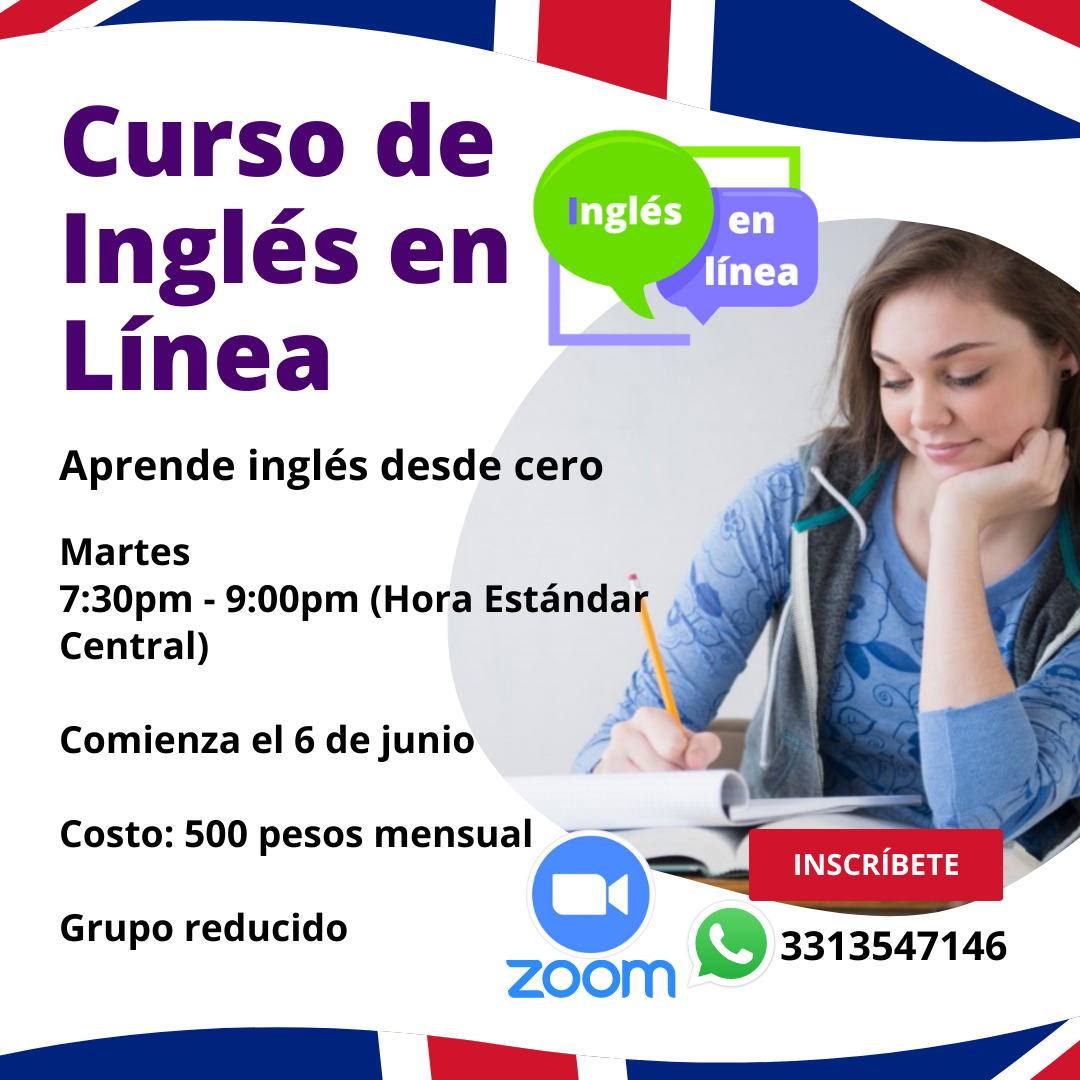 Curso de
Inglés en
Línea
Inglés
en
línea
Aprende inglés desde cero
Martes
7:30pm - 9:00pm (Hora Estándar
Central)
Comienza el 6 de junio
Costo: 500 pesos mensual
Grupo reducido
INSCRÍBETE
zoom
3313547146